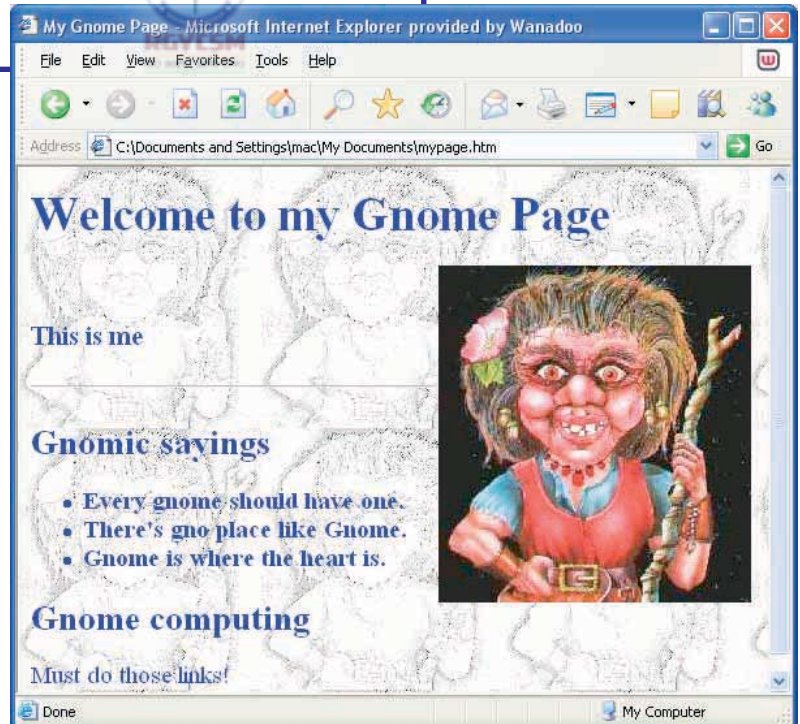 My Gnome Page - Microsoft Internet Explorer provided by Wanadoo
RGYCSM
File Edit View Favorites Tools Help
Address C:\Documents and Settings\mac\My Documents\mypage.htm Go
Welcome to my Gnome Page
This is me
Gnomic sayings
• Every gnome should have one.
• There's gno place like Gnome.
• Gnome is where the heart is.
Gnome computing
Must do those links!
Done My Computer